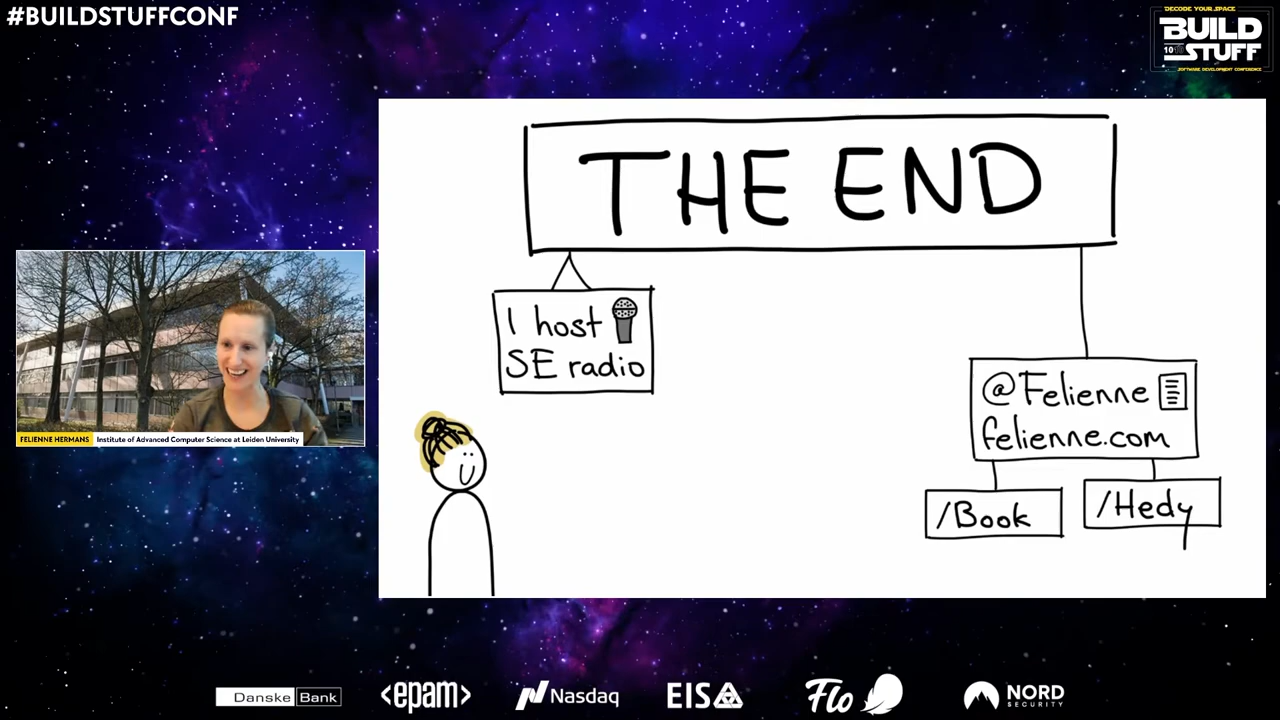 #BUILDSTUFFCONF
DECODE YOUR SPACE
BUILD
STUFF
SOFTWARE DEVELOPMENT CONFERENCE
THE END
I host
SE radio
@Felienne
felienne.com
/Book
/Hedy
FELIENNE HERMANS Institute of Advanced Computer Science at Leiden University
Danske Bank
<epam>
Nasdaq
EIS
Flo
NORD
SECURITY